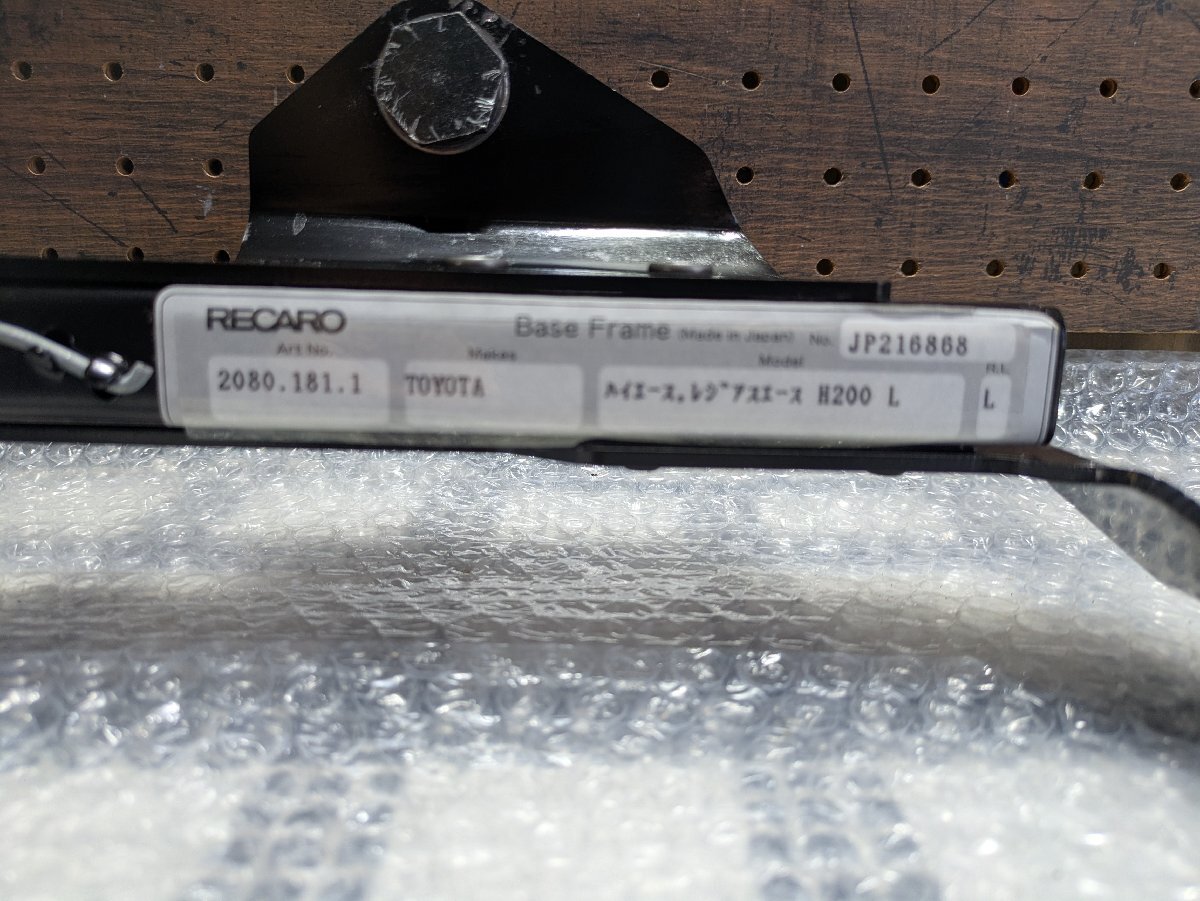 RECARO Base Frame (Made in Japan) No. JP216868
Art No. Makes Model R.L
2080.181.1 TOYOTA ﾊｲｴｰｽ,ﾚｼﾞｱｽｴｰｽ H200 L L